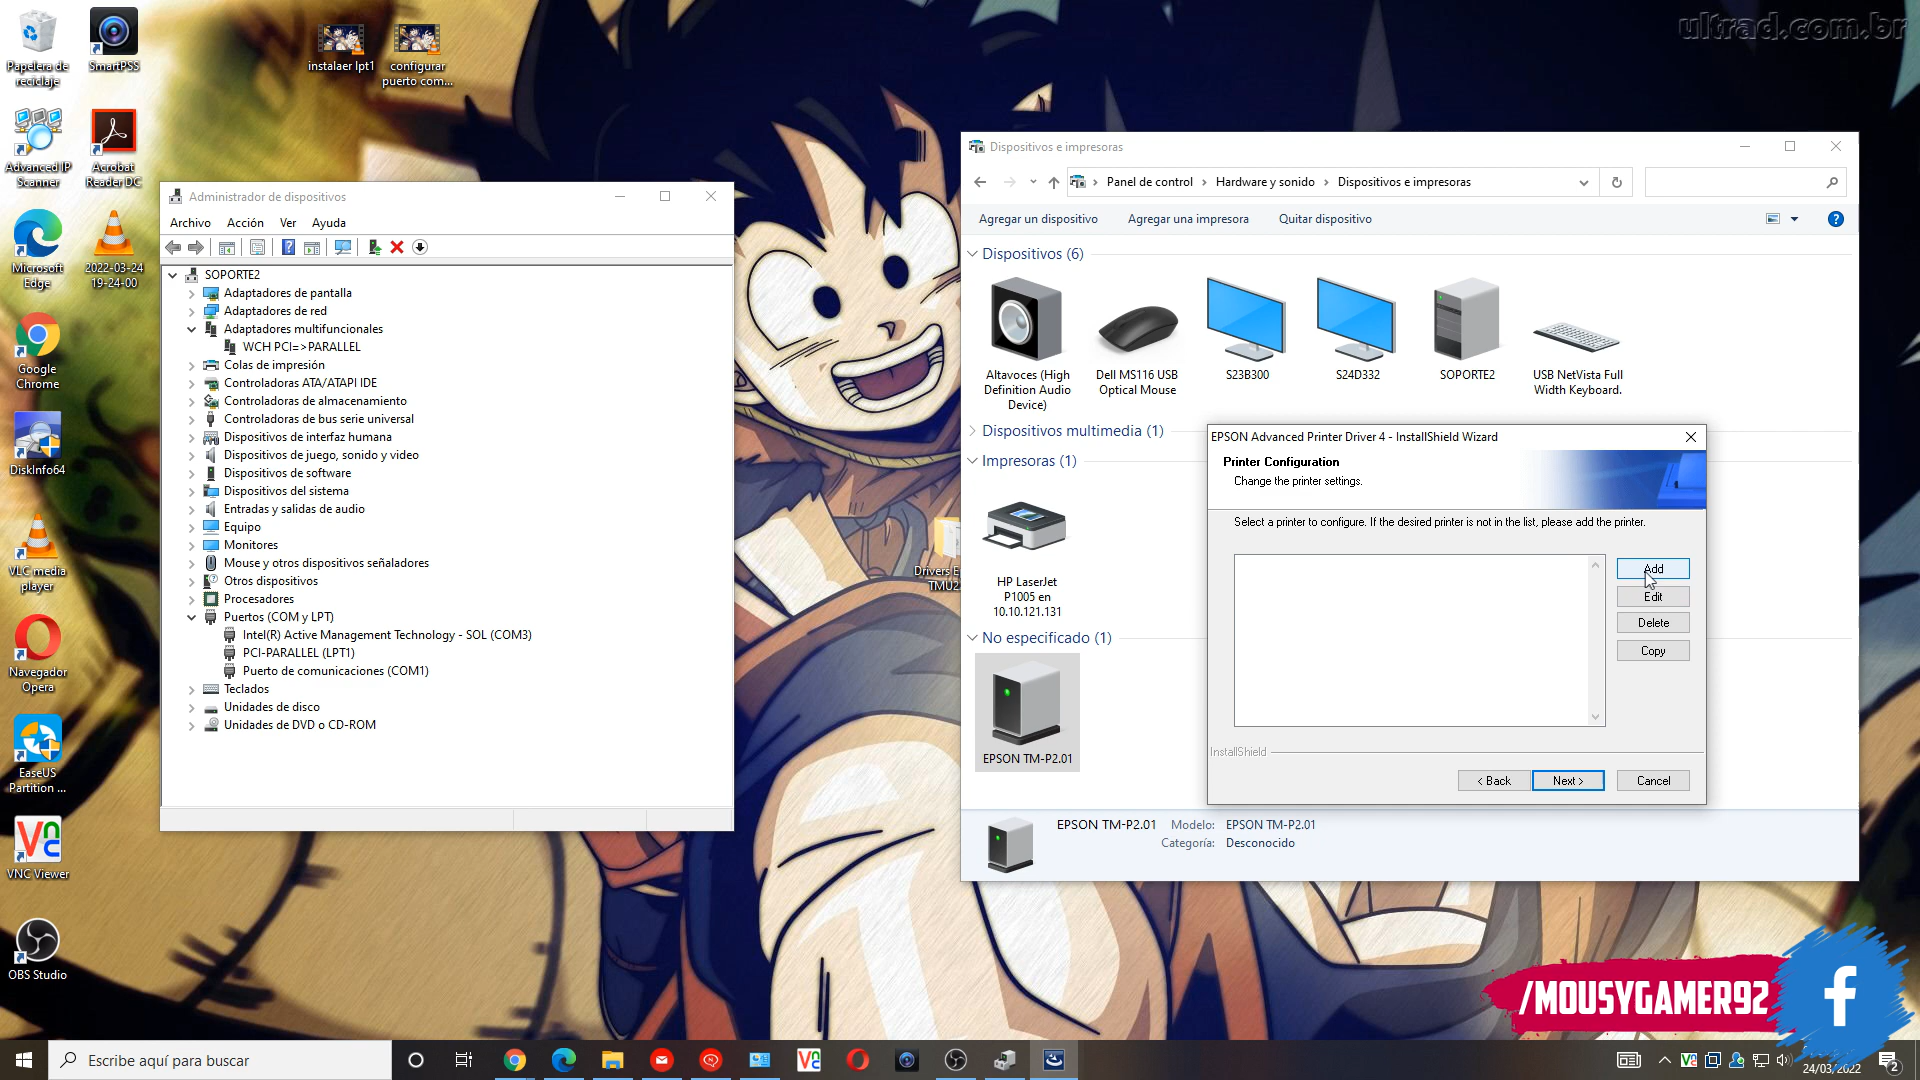 ultrad.com.br
Papelera de
reciclaje
SmartPSS
instalaer lpt1
configurar
puerto com...
Advanced IP
Scanner
Acrobat
Reader DC
Microsoft
Edge
2022-03-24
19-24-00
Google
Chrome
DiskInfo64
VLC media
player
Navegador
Opera
EaseUS
Partition ...
VNC Viewer
OBS Studio
Administrador de dispositivos
Archivo Acción Ver Ayuda
SOPORTE2
Adaptadores de pantalla
Adaptadores de red
Adaptadores multifuncionales
WCH PCI=>PARALLEL
Colas de impresión
Controladoras ATA/ATAPI IDE
Controladoras de almacenamiento
Controladoras de bus serie universal
Dispositivos de interfaz humana
Dispositivos de juego, sonido y video
Dispositivos de software
Dispositivos del sistema
Entradas y salidas de audio
Equipo
Monitores
Mouse y otros dispositivos señaladores
Otros dispositivos
Procesadores
Puertos (COM y LPT)
Intel(R) Active Management Technology - SOL (COM3)
PCI-PARALLEL (LPT1)
Puerto de comunicaciones (COM1)
Teclados
Unidades de disco
Unidades de DVD o CD-ROM
Drivers E
TMU2
Dispositivos e impresoras
Panel de control > Hardware y sonido > Dispositivos e impresoras
Agregar un dispositivo Agregar una impresora Quitar dispositivo
Dispositivos (6)
Altavoces (High
Definition Audio
Device)
Dell MS116 USB
Optical Mouse
S23B300
S24D332
SOPORTE2
USB NetVista Full
Width Keyboard.
Dispositivos multimedia (1)
Impresoras (1)
HP LaserJet
P1005 en
10.10.121.131
No especificado (1)
EPSON TM-P2.01
EPSON TM-P2.01 Modelo: EPSON TM-P2.01
Categoría: Desconocido
EPSON Advanced Printer Driver 4 - InstallShield Wizard
Printer Configuration
Change the printer settings.
Select a printer to configure. If the desired printer is not in the list, please add the printer.
Add
Edit
Delete
Copy
InstallShield
< Back Next > Cancel
/MOUSYGAMER92
f
Escribe aquí para buscar
24/03/2022
2